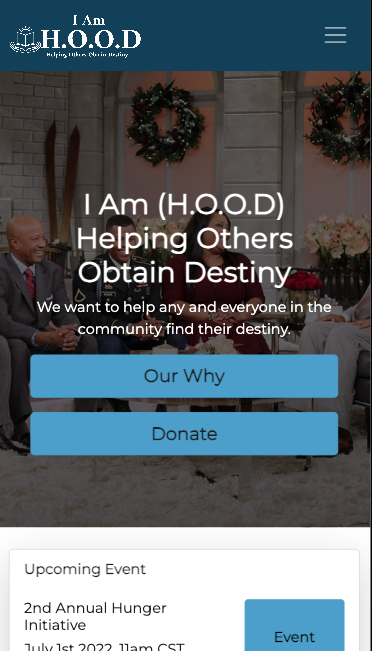 I Am
H.O.O.D
Helping Others Obtain Destiny
I Am (H.O.O.D)
Helping Others
Obtain Destiny
We want to help any and everyone in the
community find their destiny.
Our Why
Donate
Upcoming Event
2nd Annual Hunger
Initiative
July 1st 2022, 11am CST
Event